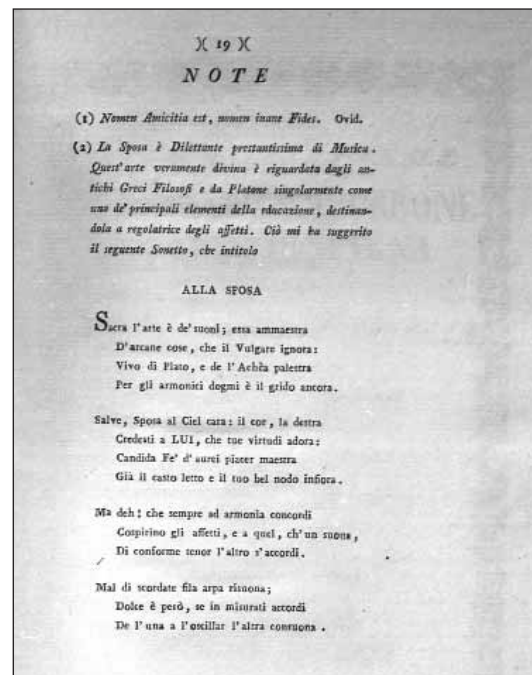 )( 19 )(
NOTE
(1) Nomen Amicitia est, nomen inane Fides. Ovid.
(2) La Sposa è Dilettante prestantissima di Musica.
Quest'arte veramente divina è riguardata dagli an-
tichi Greci Filosofi e da Platone singolarmente come
uno de' principali elementi della educazione, destinan-
dola a regolatrice degli affetti. Ciò mi ha suggerito
il seguente Sonetto, che intitolo
ALLA SPOSA
Sacra l'arte è de' suoni; essa ammaestra
D'arcane cose, che il Vulgare ignora:
Vivo di Plato, e de l'Achèa palestra
Per gli armonici dogmi è il grido ancora.
Salve, Sposa al Ciel cara: il cor, la destra
Credesti a LUI, che tue virtudi adora:
Candida Fe' d'aurei piacer maestra
Già il casto letto e il tuo bel nodo infiora.
Ma deh! che sempre ad armonia concordi
Cospirino gli affetti, e a quel, ch'un suona,
Di conforme tenor l'altro s'accordi.
Mal di scordate fila arpa risuona;
Dolce è però, se in misurati accordi
De l'una a l'oscillar l'altra consuona.